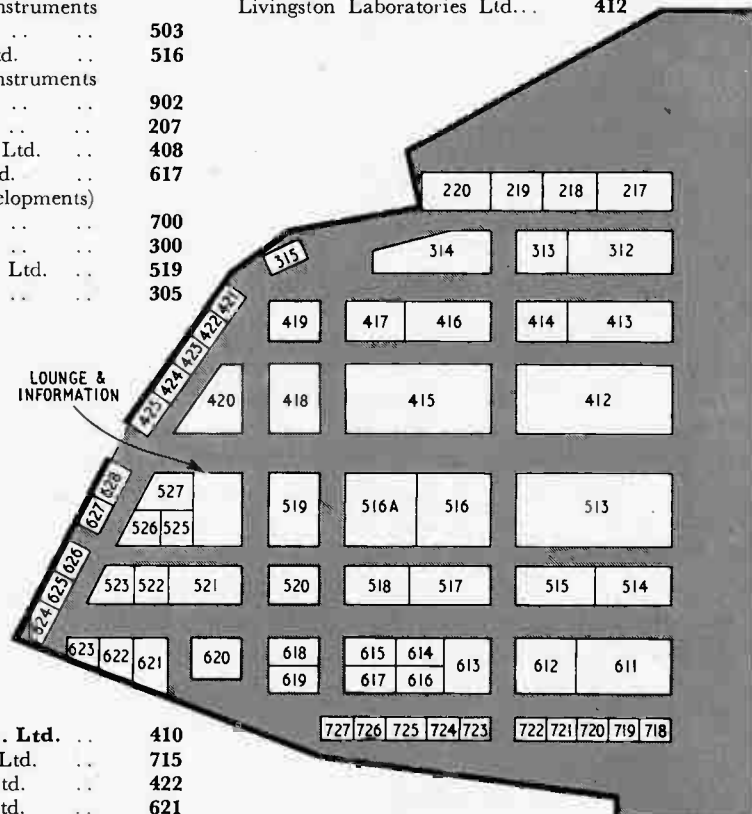 nstruments
.. .. 503
td. .. 516
nstruments
.. .. 902
.. .. 207
Ltd. .. 408
d. .. 617
elopments)
.. .. 700
.. .. 300
Ltd. .. 519
.. .. 305
Livingston Laboratories Ltd... 412
220 219 218 217
315 314 313 312
421
422
423
424
425
419 417 416 414 413
LOUNGE &
INFORMATION
420 418 415 412
628
627
527
526 525
519 516A 516 513
626
625
624
523 522 521 520 518 517 515 514
623 622 621 620 618 615 614 613 612 611
619 617 616
727 726 725 724 723 722 721 720 719 718
. Ltd. .. 410
Ltd. .. 715
td. .. 422
td. .. 621